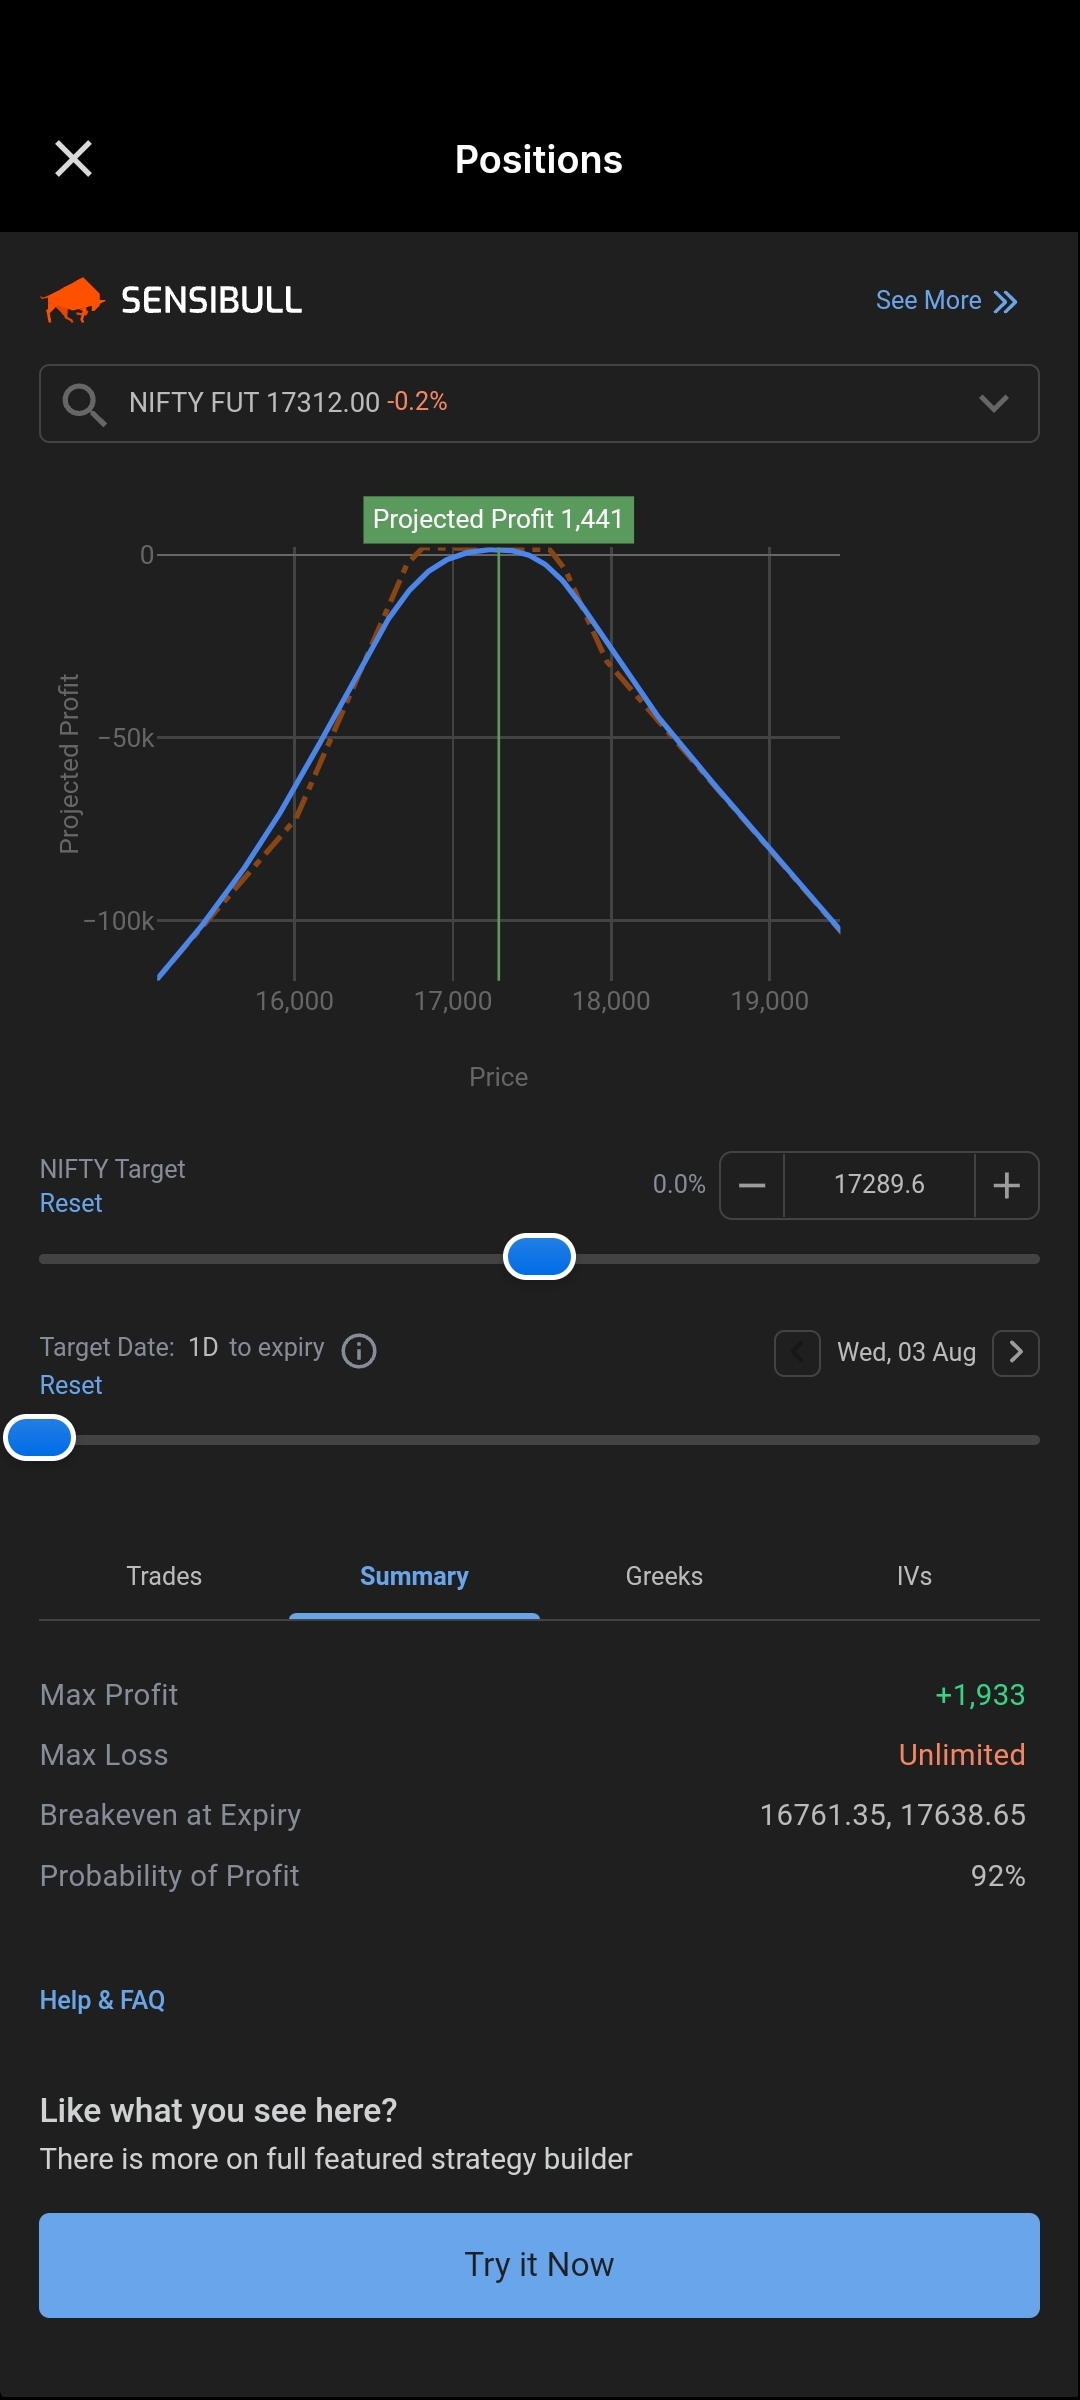 Positions
SENSIBULL
See More
NIFTY FUT 17312.00 -0.2%
Projected Profit 1,441
0
−50k
−100k
Projected Profit
16,000 17,000 18,000 19,000
Price
NIFTY Target
Reset
0.0%
17289.6
Target Date: 1D to expiry
Reset
Wed, 03 Aug
Trades Summary Greeks IVs
Max Profit +1,933
Max Loss Unlimited
Breakeven at Expiry 16761.35, 17638.65
Probability of Profit 92%
Help & FAQ
Like what you see here?
There is more on full featured strategy builder
Try it Now